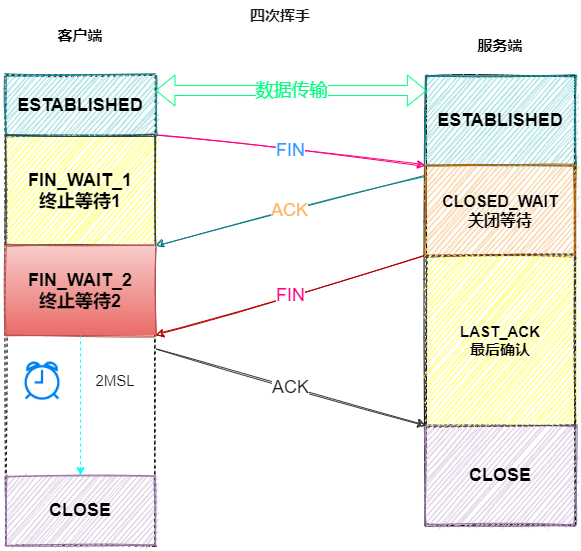 四次挥手
客户端
服务端
ESTABLISHED
数据传输
ESTABLISHED
FIN
FIN_WAIT_1
终止等待1
CLOSED_WAIT
关闭等待
ACK
FIN_WAIT_2
终止等待2
FIN
LAST_ACK
最后确认
2MSL
ACK
CLOSE
CLOSE